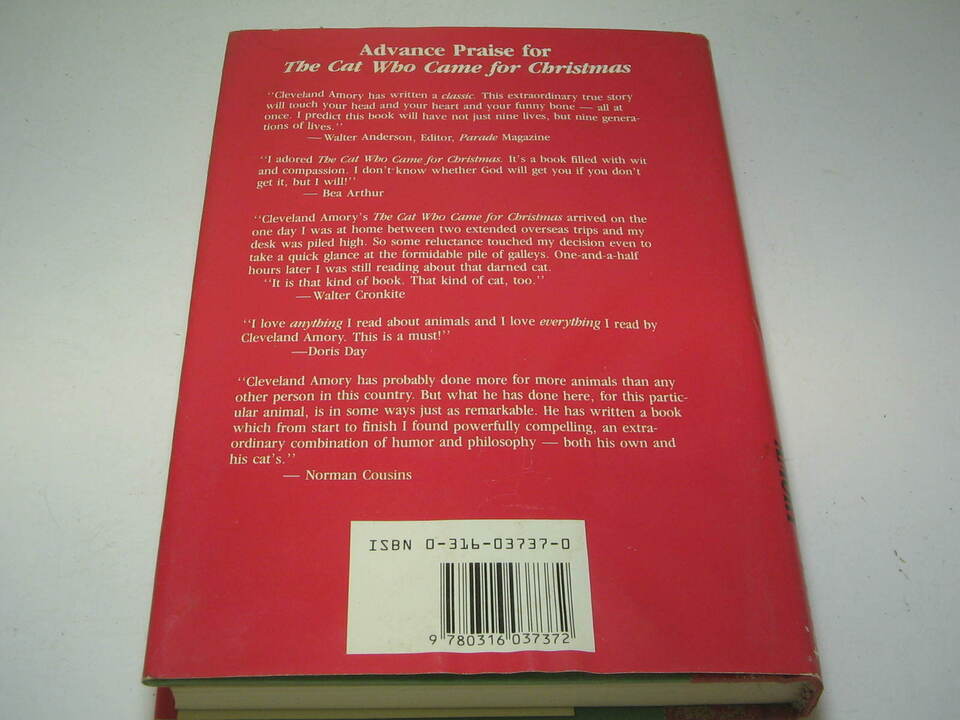 Advance Praise for
The Cat Who Came for Christmas
"Cleveland Amory has written a classic. This extraordinary true story
will touch your head and your heart and your funny bone — all at
once. I predict this book will have not just nine lives, but nine genera-
tions of lives."
— Walter Anderson, Editor, Parade Magazine
"I adored The Cat Who Came for Christmas. It's a book filled with wit
and compassion. I don't know whether God will get you if you don't
get it, but I will!"
— Bea Arthur
"Cleveland Amory's The Cat Who Came for Christmas arrived on the
one day I was at home between two extended overseas trips and my
desk was piled high. So some reluctance touched my decision even to
take a quick glance at the formidable pile of galleys. One-and-a-half
hours later I was still reading about that darned cat.
"It is that kind of book. That kind of cat, too."
— Walter Cronkite
"I love anything I read about animals and I love everything I read by
Cleveland Amory. This is a must!"
—Doris Day
"Cleveland Amory has probably done more for more animals than any
other person in this country. But what he has done here, for this partic-
ular animal, is in some ways just as remarkable. He has written a book
which from start to finish I found powerfully compelling, an extra-
ordinary combination of humor and philosophy — both his own and
his cat's."
— Norman Cousins
ISBN 0-316-03737-0
9 780316 037372